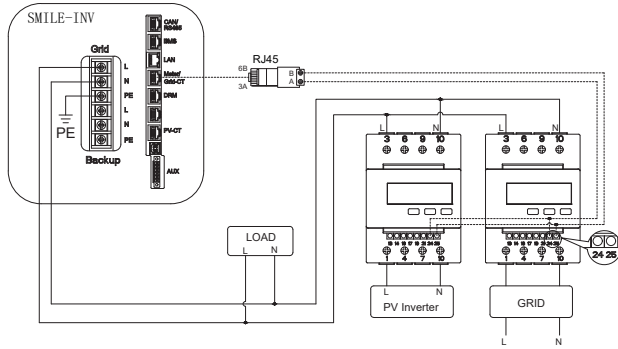 SMILE-INV
Grid
L
N
PE
L
N
PE
Backup
PE
CAN/
RS485
BMS
LAN
Meter/
Grid-CT
DRM
PV-CT
AUX
RJ45
6B
3A
B
A
L
N
3 6 9 10
24 25
1 4 7 10
L
N
PV Inverter
L
N
3 6 9 10
24 25
1 4 7 10
GRID
L
N
LOAD
L N